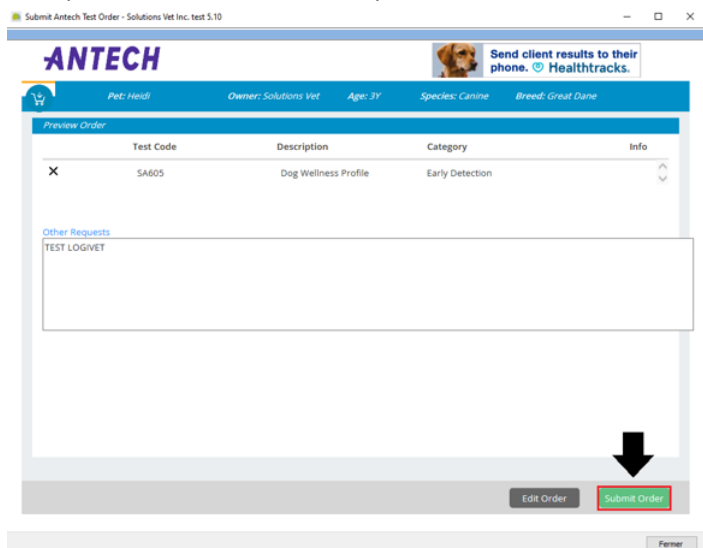 Submit Antech Test Order - Solutions Vet Inc. test 5.10
ANTECH
Send client results to their
phone. Healthtracks.
Pet: Heidi Owner: Solutions Vet Age: 3Y Species: Canine Breed: Great Dane
Preview Order
Test Code Description Category Info
SA605 Dog Wellness Profile Early Detection
Other Requests
TEST LOGIVET
Edit Order Submit Order
Fermer